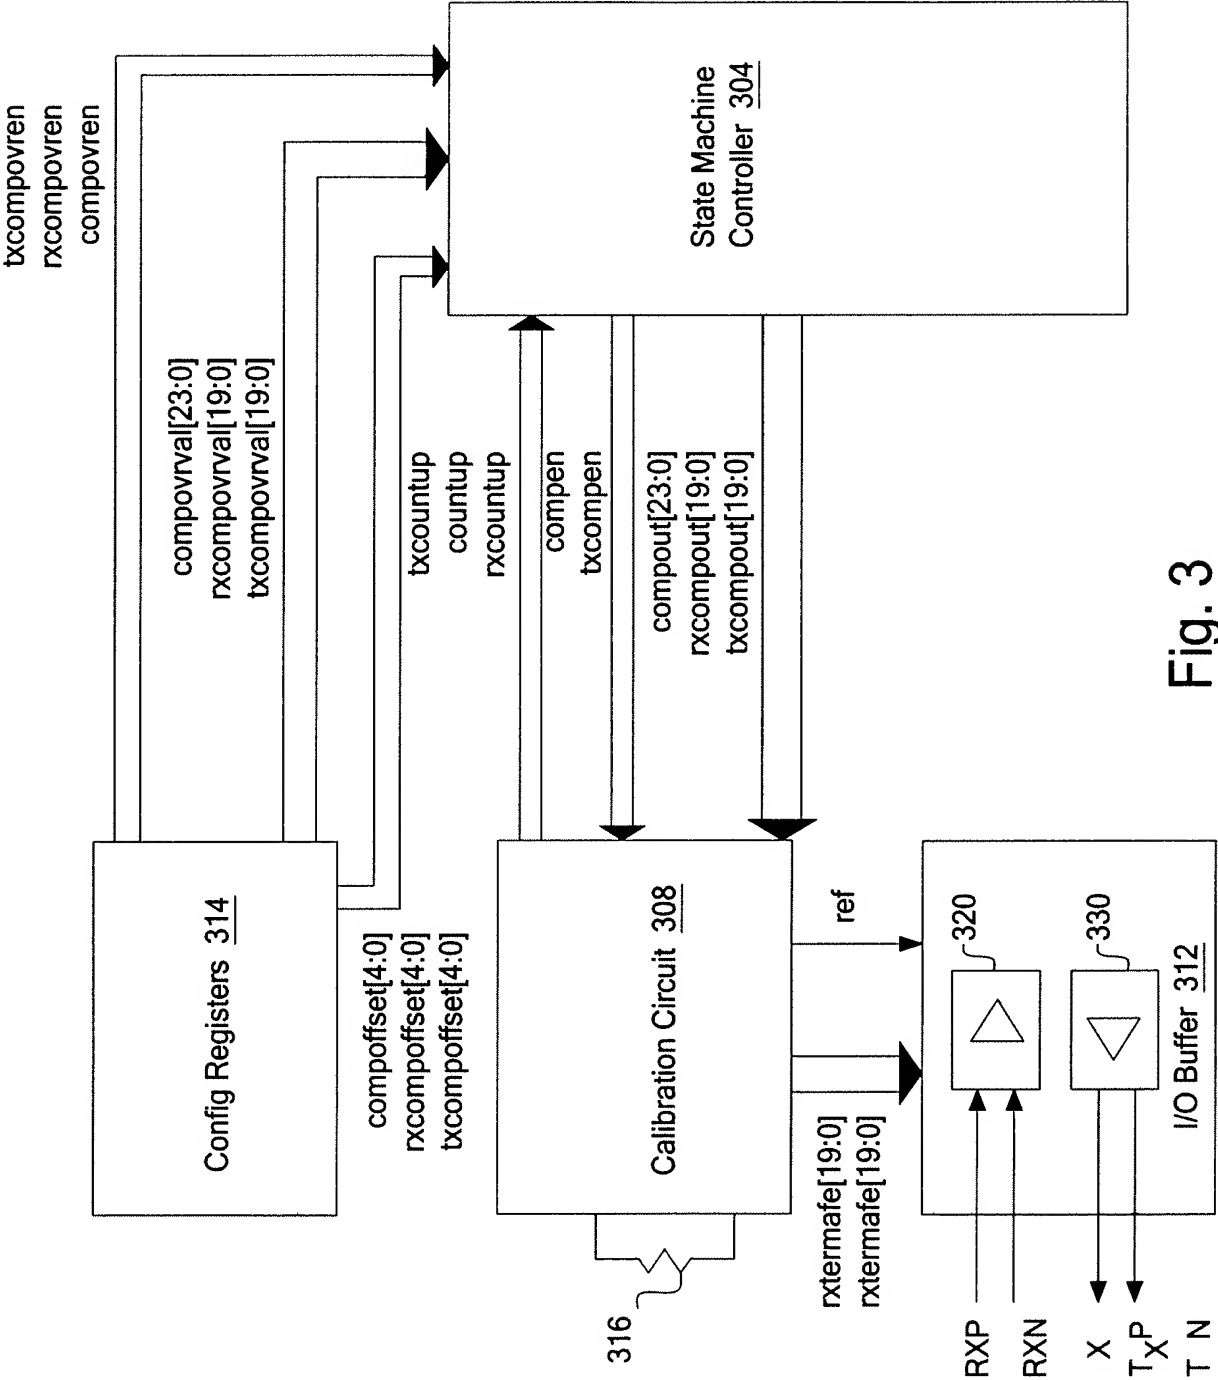 txcompovren
rxcompovren
compovren
compovrval[23:0]
rxcompovrval[19:0]
txcompovrval[19:0]
State Machine
Controller 304
Config Registers 314
compoffset[4:0]
rxcompoffset[4:0]
txcompoffset[4:0]
txcountup
countup
rxcountup
compen
txcompen
compout[23:0]
rxcompout[19:0]
txcompout[19:0]
Calibration Circuit 308
316
ref
rxtermafe[19:0]
rxtermafe[19:0]
320
330
I/O Buffer 312
RXP
RXN
X
TXP
X
T N
Fig. 3